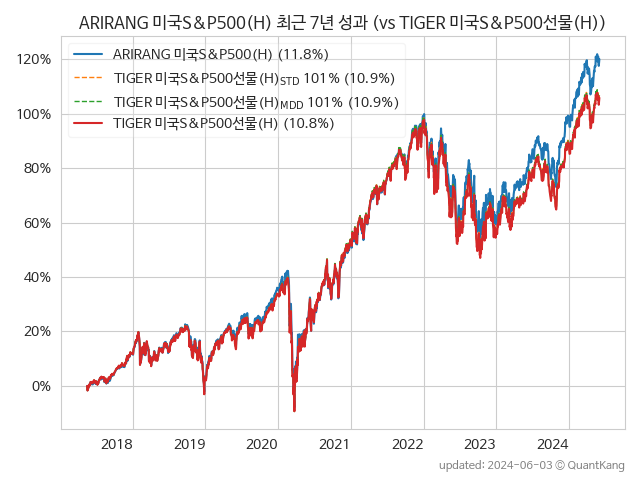 ARIRANG 미국S&P500(H) 최근 7년 성과 (vs TIGER 미국S&P500선물(H))
120%
100%
80%
60%
40%
20%
0%
ARIRANG 미국S&P500(H) (11.8%)
TIGER 미국S&P500선물(H)STD 101% (10.9%)
TIGER 미국S&P500선물(H)MDD 101% (10.9%)
TIGER 미국S&P500선물(H) (10.8%)
2018 2019 2020 2021 2022 2023 2024
updated: 2024-06-03 © QuantKang